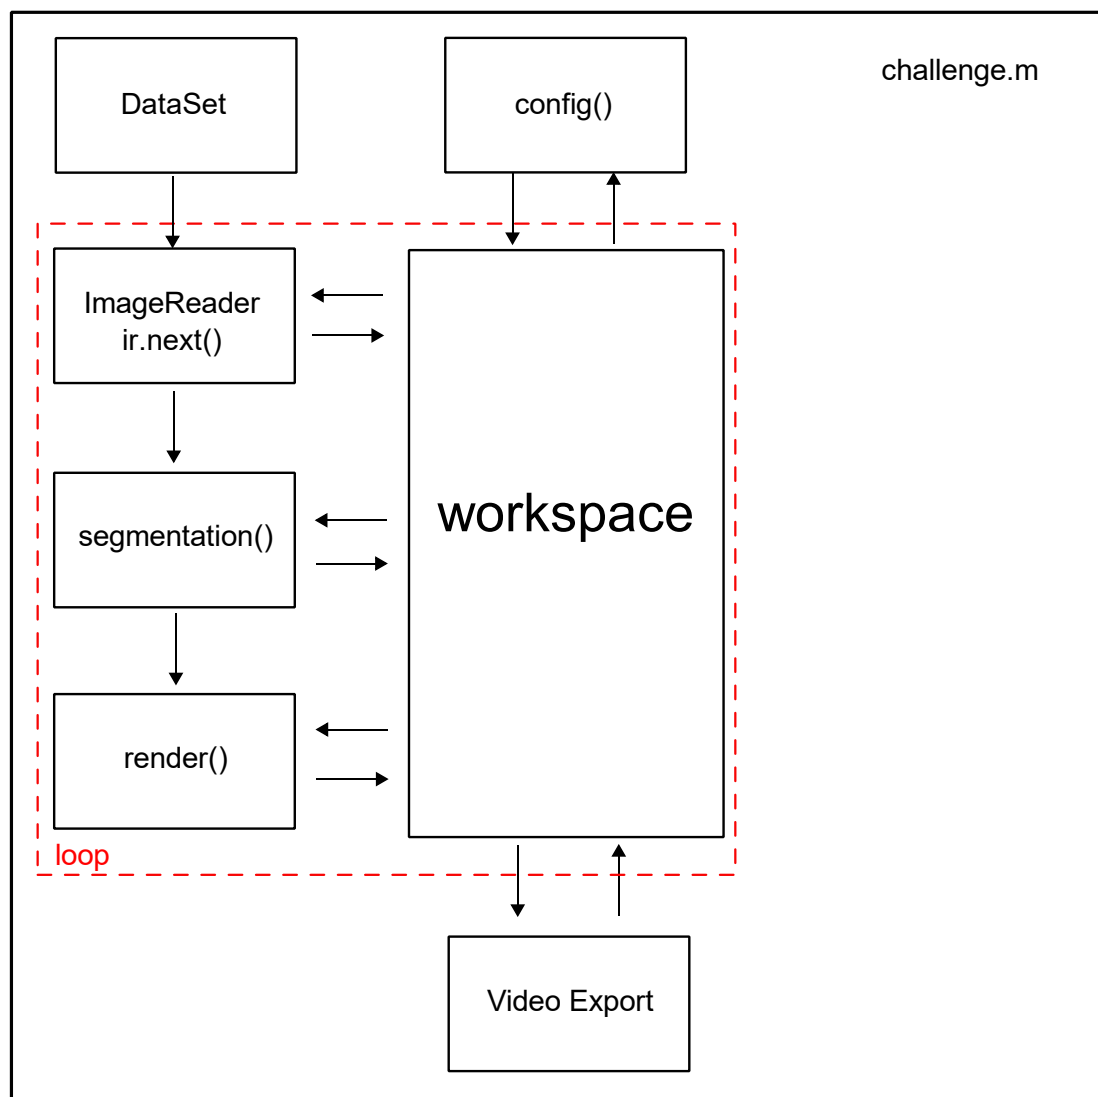 DataSet
config()
challenge.m
ImageReader
ir.next()
workspace
segmentation()
render()
loop
Video Export